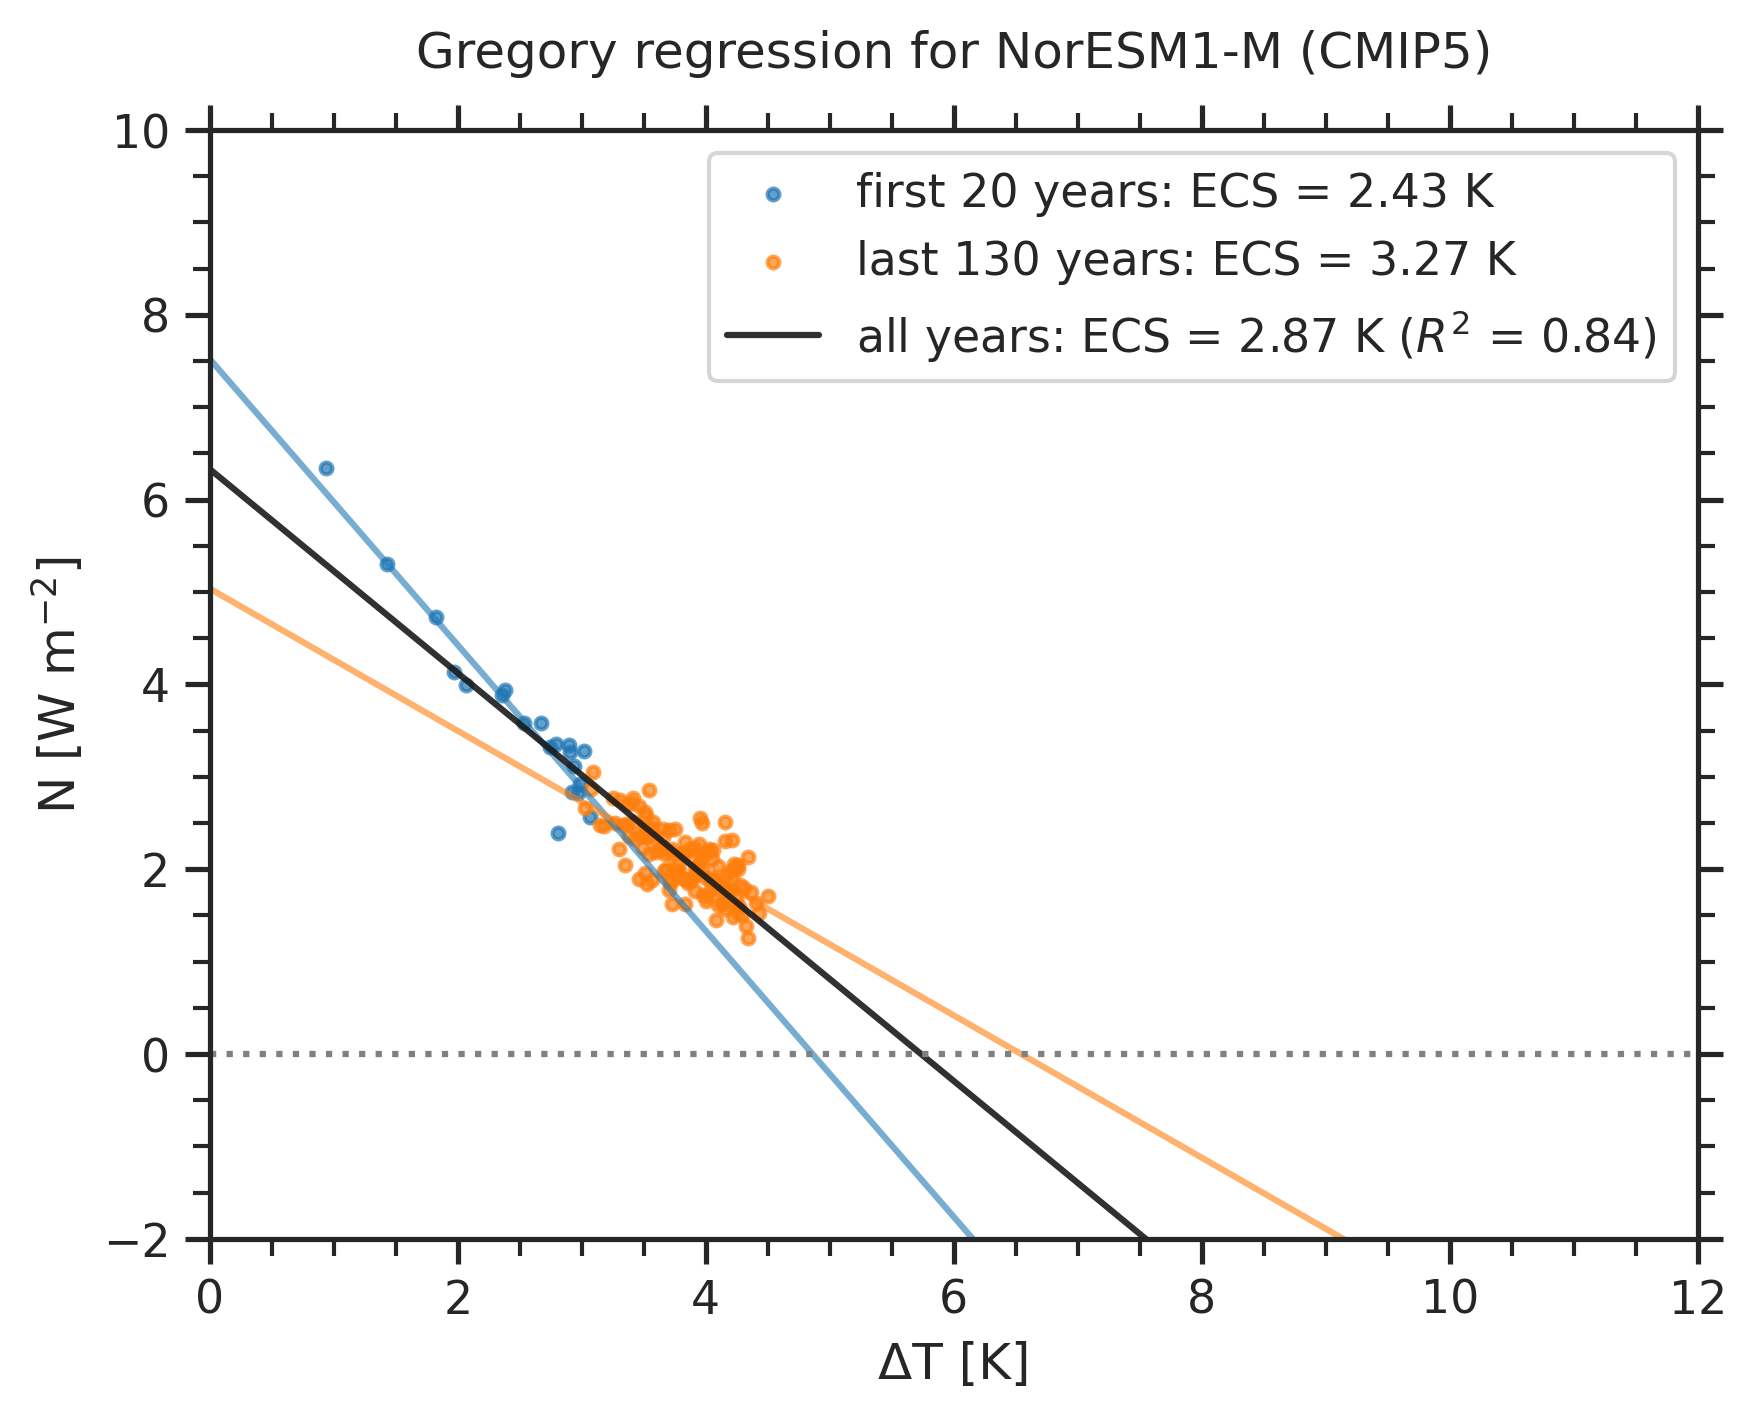 Gregory regression for NorESM1-M (CMIP5)
10
8
6
4
2
0
−2
N [W m⁻²]
first 20 years: ECS = 2.43 K
last 130 years: ECS = 3.27 K
all years: ECS = 2.87 K (R² = 0.84)
0 2 4 6 8 10 12
ΔT [K]